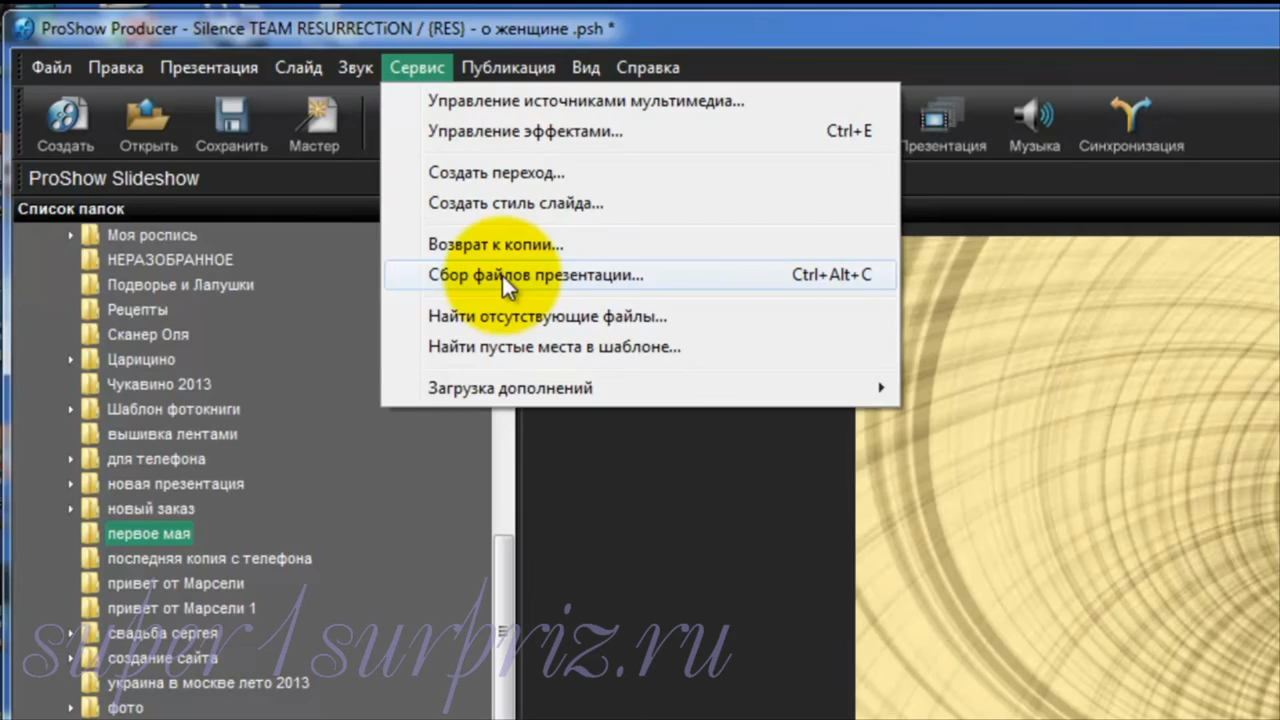 ProShow Producer - Silence TEAM RESURRECTiON / {RES} - о женщине .psh *
Файл Правка Презентация Слайд Звук Сервис Публикация Вид Справка
Создать Открыть Сохранить Мастер Презентация Музыка Синхронизация
ProShow Slideshow
Список папок
Управление источниками мультимедиа...
Управление эффектами... Ctrl+E
Создать переход...
Создать стиль слайда...
Возврат к копии...
Сбор файлов презентации... Ctrl+Alt+C
Найти отсутствующие файлы...
Найти пустые места в шаблоне...
Загрузка дополнений
Моя роспись
НЕРАЗОБРАННОЕ
Подворье и Лапушки
Рецепты
Сканер Оля
Царицино
Чукавино 2013
Шаблон фотокниги
вышивка лентами
для телефона
новая презентация
новый заказ
первое мая
последняя копия с телефона
привет от Марсели
привет от Марсели 1
свадьба сергея
создание сайта
украина в москве лето 2013
фото
super1surpriz.ru